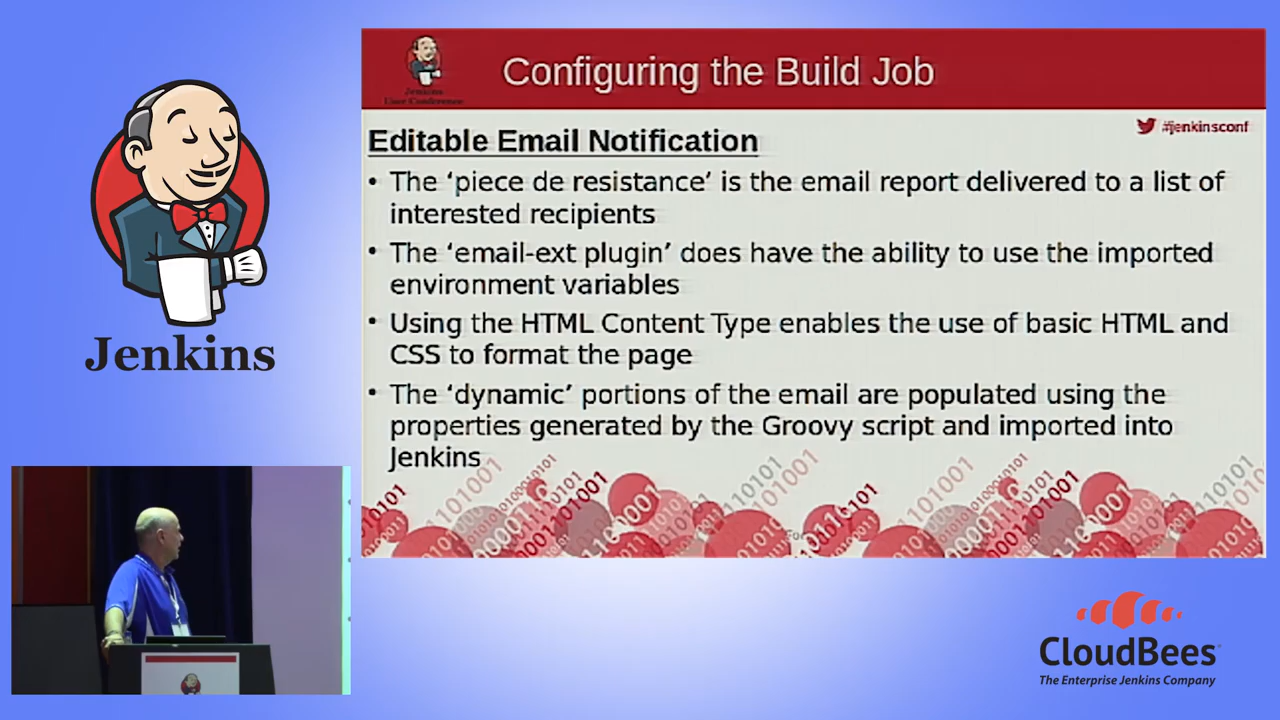 Jenkins
User Conference
Configuring the Build Job
#jenkinsconf
Editable Email Notification
• The ‘piece de resistance’ is the email report delivered to a list of
interested recipients
• The ‘email-ext plugin’ does have the ability to use the imported
environment variables
• Using the HTML Content Type enables the use of basic HTML and
CSS to format the page
• The ‘dynamic’ portions of the email are populated using the
properties generated by the Groovy script and imported into
Jenkins
Jenkins
CloudBees
The Enterprise Jenkins Company